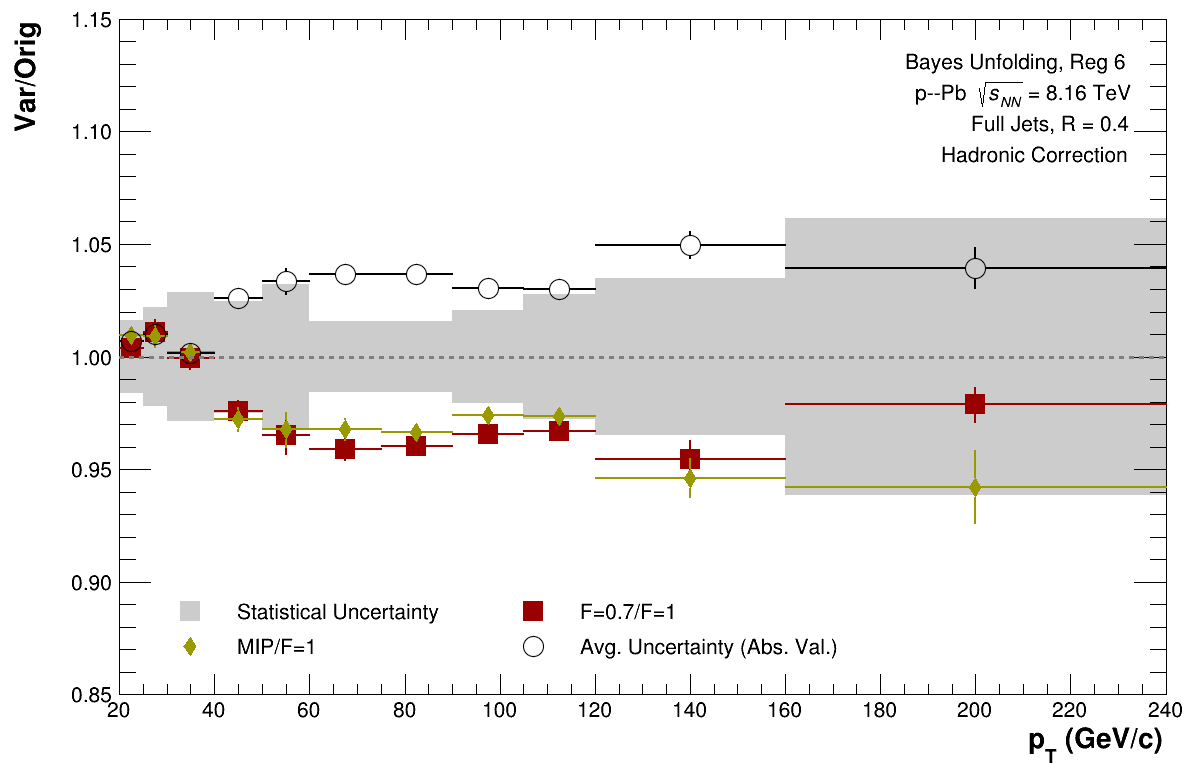 Var/Orig
1.15
1.10
1.05
1.00
0.95
0.90
0.85
Bayes Unfolding, Reg 6
p--Pb √s_NN = 8.16 TeV
Full Jets, R = 0.4
Hadronic Correction
Statistical Uncertainty
F=0.7/F=1
MIP/F=1
Avg. Uncertainty (Abs. Val.)
20 40 60 80 100 120 140 160 180 200 220 240
p_T (GeV/c)